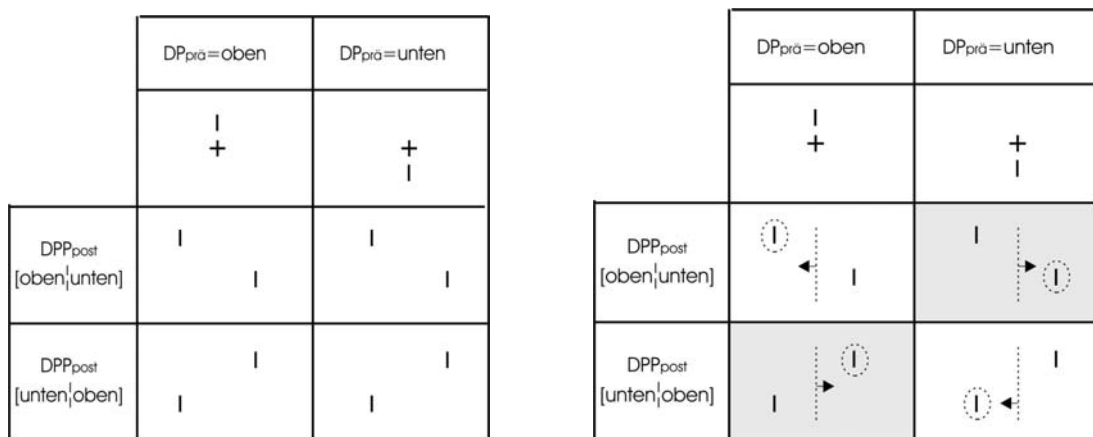 DPprä=oben
DPprä=unten
DPPpost
[oben¦unten]
DPPpost
[unten¦oben]
DPprä=oben
DPprä=unten
DPPpost
[oben¦unten]
DPPpost
[unten¦oben]